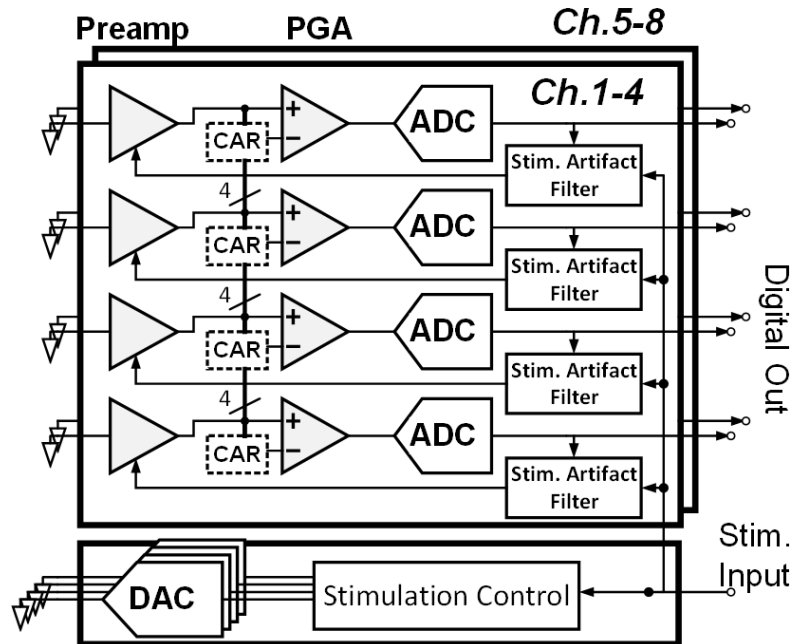 Preamp
PGA
Ch.5-8
Ch.1-4
CAR
+
−
ADC
Stim. Artifact
Filter
4
CAR
+
−
ADC
Stim. Artifact
Filter
4
CAR
+
−
ADC
Stim. Artifact
Filter
4
CAR
+
−
ADC
Stim. Artifact
Filter
Digital Out
DAC
Stimulation Control
Stim.
Input